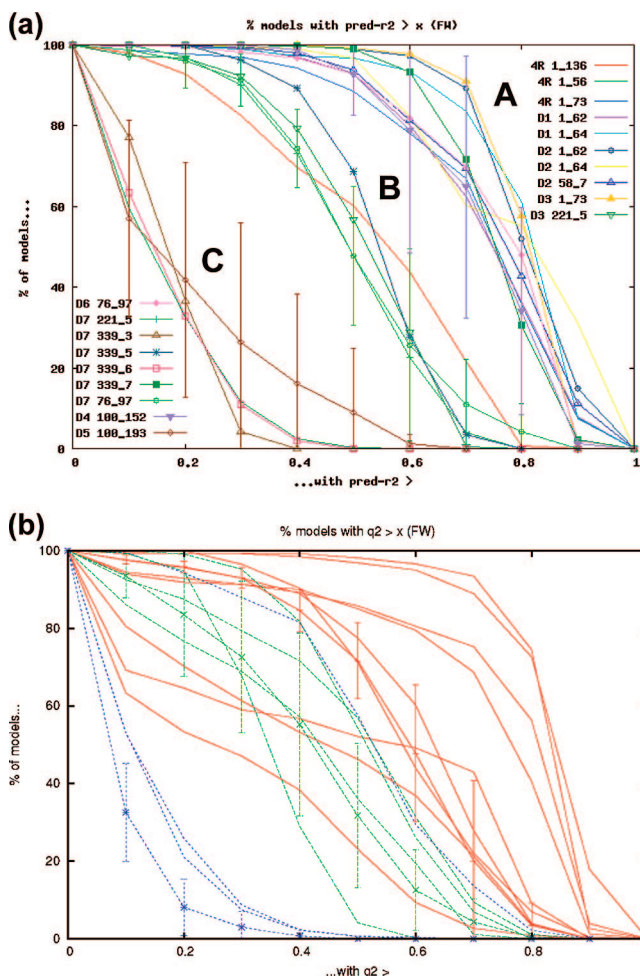 (a)
% models with pred-r2 > x (FW)
100
80
60
40
20
0
% of models...
A
B
C
4R 1_136
4R 1_56
4R 1_73
D1 1_62
D1 1_64
D2 1_62
D2 1_64
D2 58_7
D3 1_73
D3 221_5
D6 76_97
D7 221_5
D7 339_3
D7 339_5
D7 339_6
D7 339_7
D7 76_97
D4 100_152
D5 100_193
0 0.2 0.4 0.6 0.8 1
...with pred-r2 >
(b)
% models with q2 > x (FW)
100
80
60
40
20
0
% of models...
0 0.2 0.4 0.6 0.8
...with q2 >